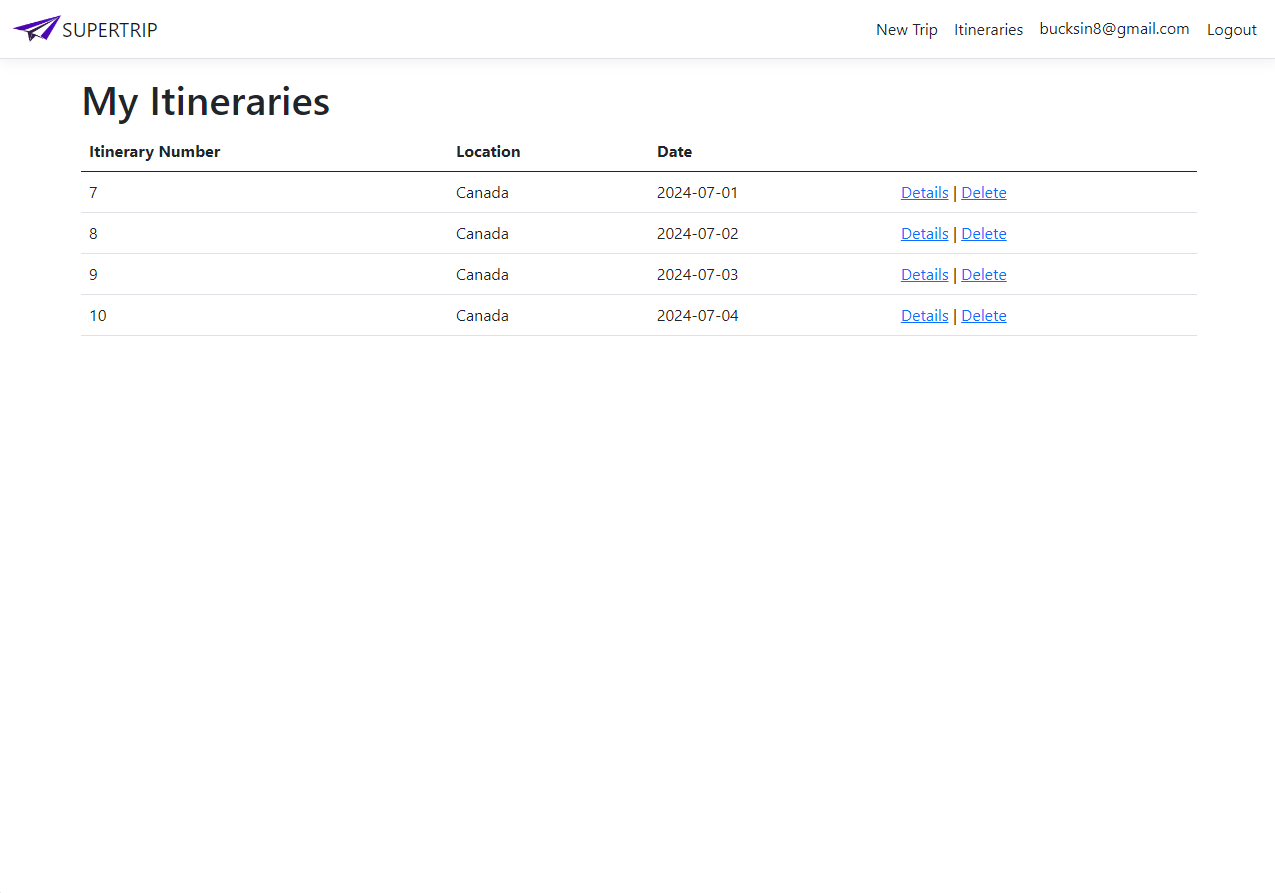 SUPERTRIP New Trip Itineraries bucksin8@gmail.com Logout
My Itineraries
Itinerary Number Location Date
7 Canada 2024-07-01 Details | Delete
8 Canada 2024-07-02 Details | Delete
9 Canada 2024-07-03 Details | Delete
10 Canada 2024-07-04 Details | Delete